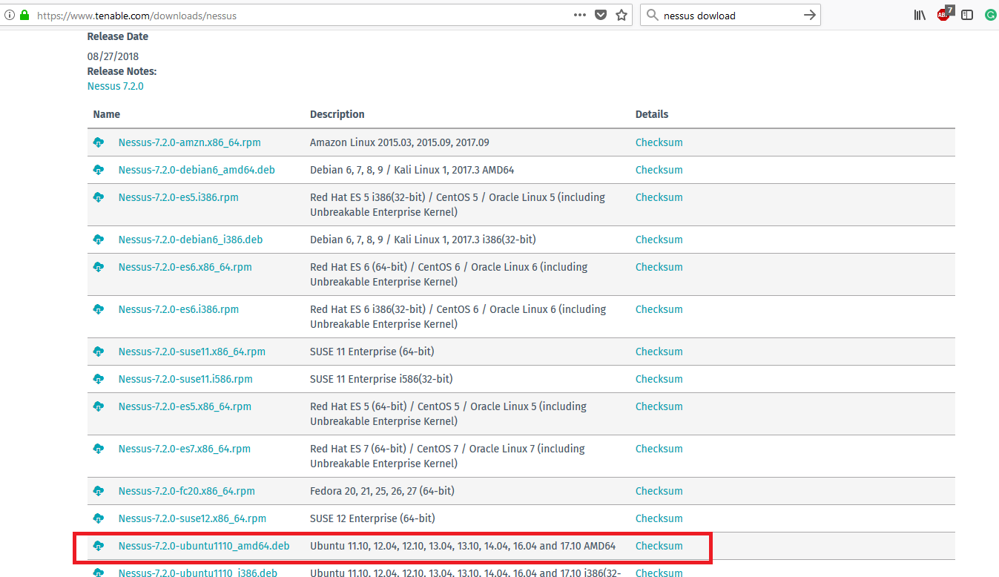 https://www.tenable.com/downloads/nessus
nessus dowload
7
ABP
G
Release Date
08/27/2018
Release Notes:
Nessus 7.2.0
Name Description Details
Nessus-7.2.0-amzn.x86_64.rpm Amazon Linux 2015.03, 2015.09, 2017.09 Checksum
Nessus-7.2.0-debian6_amd64.deb Debian 6, 7, 8, 9 / Kali Linux 1, 2017.3 AMD64 Checksum
Nessus-7.2.0-es5.i386.rpm Red Hat ES 5 i386(32-bit) / CentOS 5 / Oracle Linux 5 (including Checksum
Unbreakable Enterprise Kernel)
Nessus-7.2.0-debian6_i386.deb Debian 6, 7, 8, 9 / Kali Linux 1, 2017.3 i386(32-bit) Checksum
Nessus-7.2.0-es6.x86_64.rpm Red Hat ES 6 (64-bit) / CentOS 6 / Oracle Linux 6 (including Checksum
Unbreakable Enterprise Kernel)
Nessus-7.2.0-es6.i386.rpm Red Hat ES 6 i386(32-bit) / CentOS 6 / Oracle Linux 6 (including Checksum
Unbreakable Enterprise Kernel)
Nessus-7.2.0-suse11.x86_64.rpm SUSE 11 Enterprise (64-bit) Checksum
Nessus-7.2.0-suse11.i586.rpm SUSE 11 Enterprise i586(32-bit) Checksum
Nessus-7.2.0-es5.x86_64.rpm Red Hat ES 5 (64-bit) / CentOS 5 / Oracle Linux 5 (including Checksum
Unbreakable Enterprise Kernel)
Nessus-7.2.0-es7.x86_64.rpm Red Hat ES 7 (64-bit) / CentOS 7 / Oracle Linux 7 (including Checksum
Unbreakable Enterprise Kernel)
Nessus-7.2.0-fc20.x86_64.rpm Fedora 20, 21, 25, 26, 27 (64-bit) Checksum
Nessus-7.2.0-suse12.x86_64.rpm SUSE 12 Enterprise (64-bit) Checksum
Nessus-7.2.0-ubuntu1110_amd64.deb Ubuntu 11.10, 12.04, 12.10, 13.04, 13.10, 14.04, 16.04 and 17.10 AMD64 Checksum
Nessus-7.2.0-ubuntu1110_i386.deb Ubuntu 11.10, 12.04, 12.10, 13.04, 13.10, 14.04, 16.04 and 17.10 i386(32- Checksum